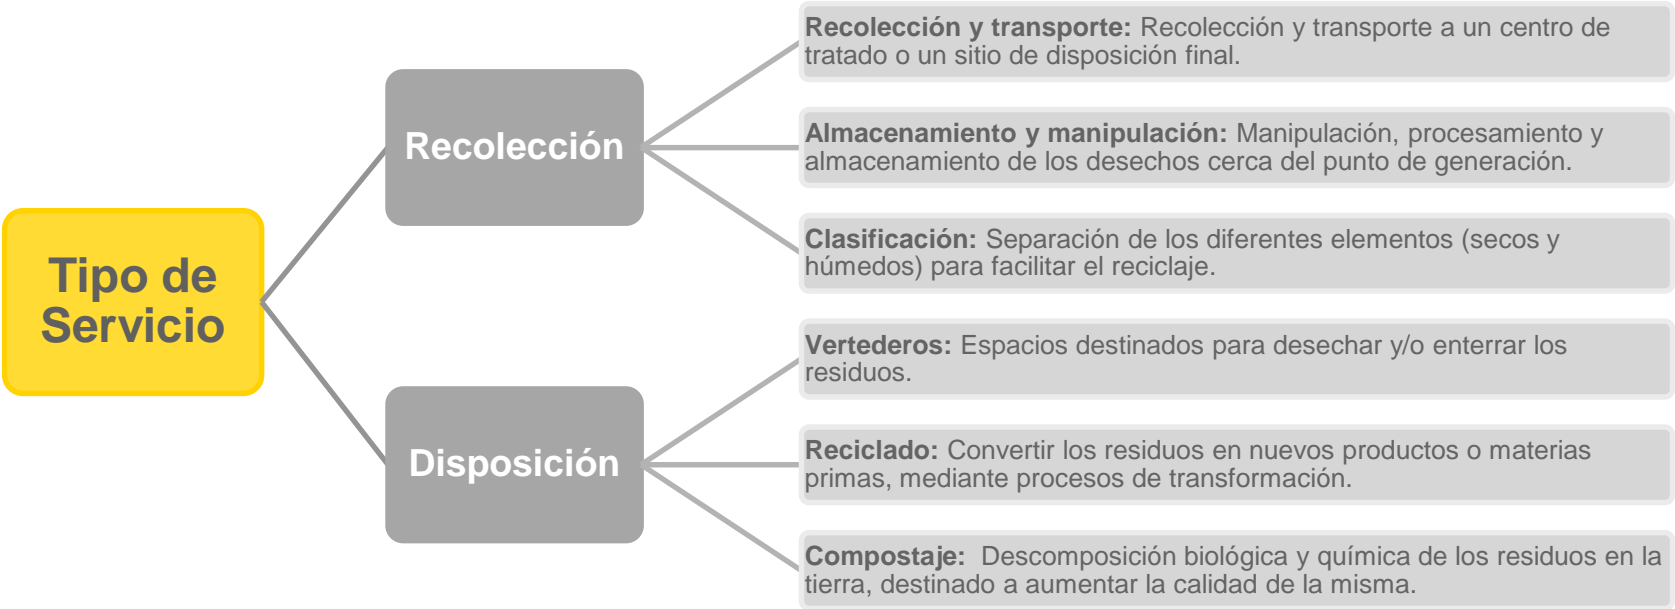 Tipo de
Servicio
Recolección
Recolección y transporte: Recolección y transporte a un centro de
tratado o un sitio de disposición final.
Almacenamiento y manipulación: Manipulación, procesamiento y
almacenamiento de los desechos cerca del punto de generación.
Clasificación: Separación de los diferentes elementos (secos y
húmedos) para facilitar el reciclaje.
Disposición
Vertederos: Espacios destinados para desechar y/o enterrar los
residuos.
Reciclado: Convertir los residuos en nuevos productos o materias
primas, mediante procesos de transformación.
Compostaje:  Descomposición biológica y química de los residuos en la
tierra, destinado a aumentar la calidad de la misma.